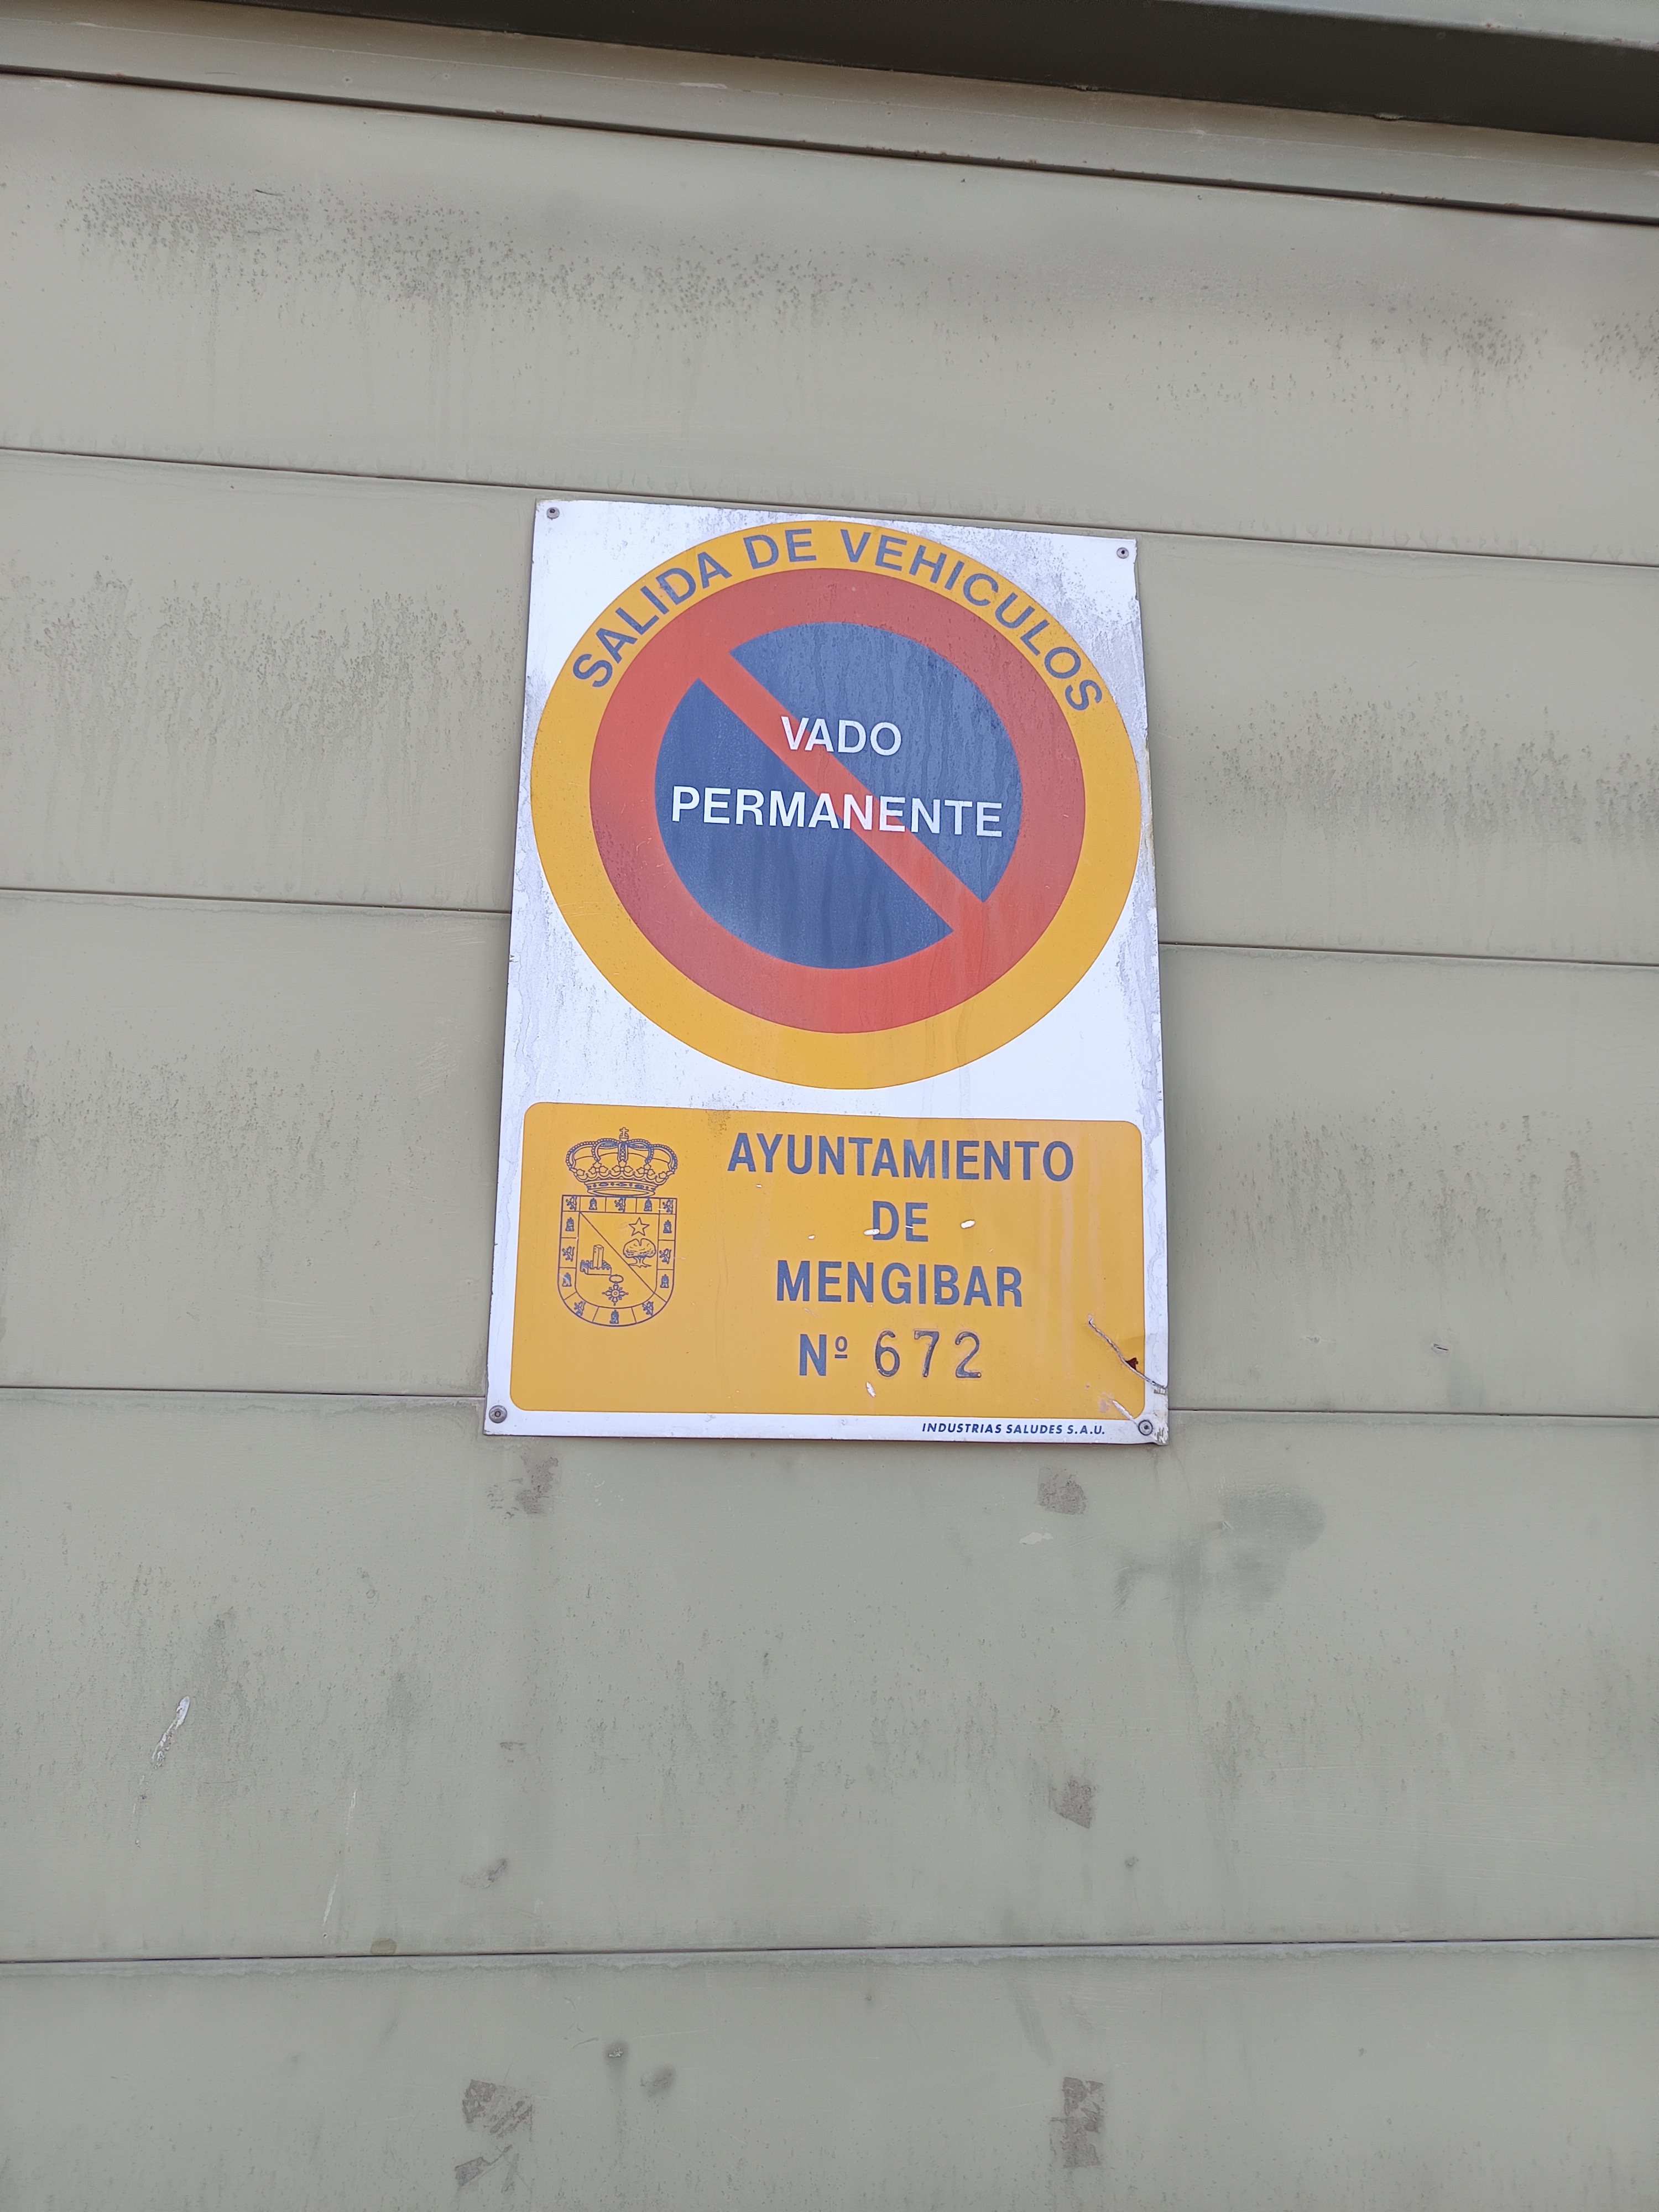 SALIDA DE VEHICULOS
VADO
PERMANENTE
AYUNTAMIENTO
DE
MENGIBAR
Nº 672
INDUSTRIAS SALUDES S.A.U.